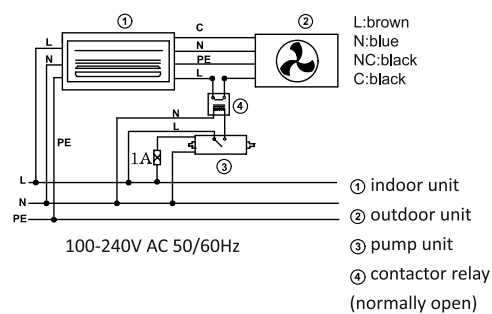 ① C ② L:brown
L N N:blue
N PE NC:black
L C:black
N ④
L
PE
1A
③
L ① indoor unit
N ② outdoor unit
PE
100-240V AC 50/60Hz ③ pump unit
④ contactor relay
(normally open)